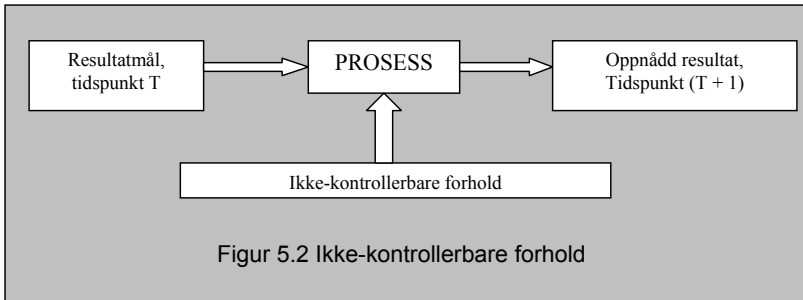 Resultatmål,
tidspunkt T
PROSESS
Oppnådd resultat,
Tidspunkt (T + 1)
Ikke-kontrollerbare forhold
Figur 5.2 Ikke-kontrollerbare forhold